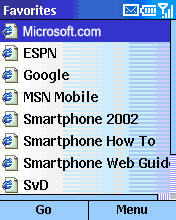 Favorites
Microsoft.com
ESPN
Google
MSN Mobile
Smartphone 2002
Smartphone How To
Smartphone Web Guid
SvD
Go Menu